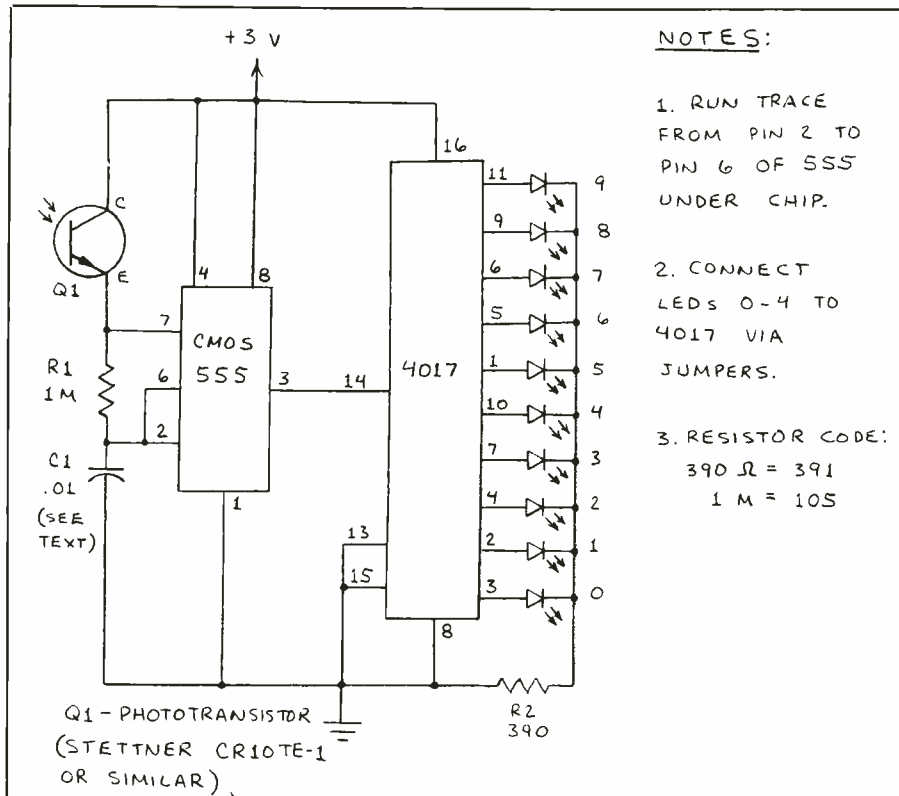 +3 V
C
E
Q1
R1
1M
C1
.01
(SEE
TEXT)
4
8
7
6
2
CMOS
555
3
1
14
16
4017
13
15
8
11
9
6
5
1
10
7
4
2
3
9
8
7
6
5
4
3
2
1
0
R2
390
Q1-PHOTOTRANSISTOR
(STETTNER CR10TE-1
OR SIMILAR)
NOTES:
1. RUN TRACE
FROM PIN 2 TO
PIN 6 OF 555
UNDER CHIP.
2. CONNECT
LEDs 0-4 TO
4017 VIA
JUMPERS.
3. RESISTOR CODE:
390 Ω = 391
1 M = 105